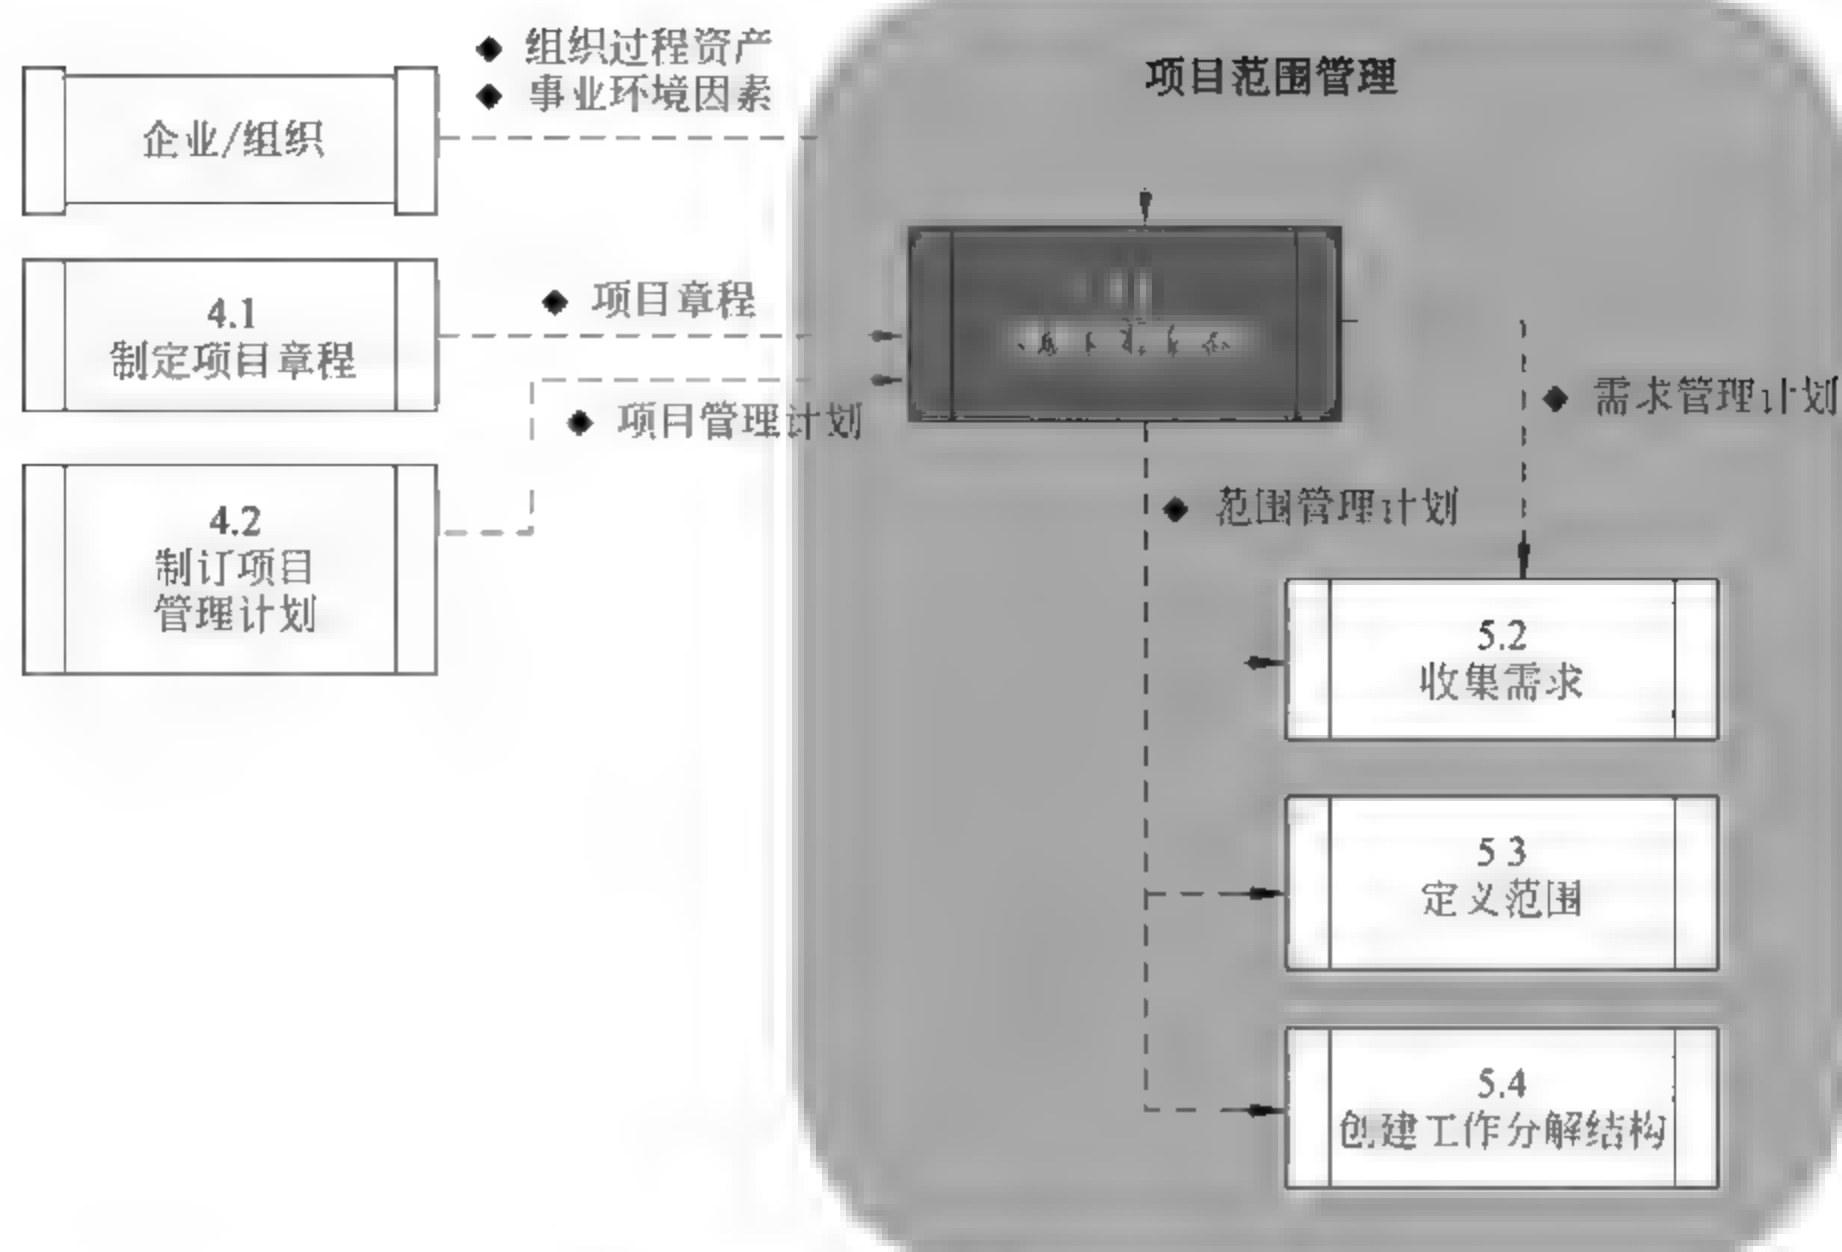 组织过程资产
事业环境因素
项目范围管理
企业/组织
4.1
制定项目章程
项目章程
项目管理计划
需求管理计划
4.2
制订项目
管理计划
范围管理计划
5.2
收集需求
5 3
定义范围
5.4
创建工作分解结构